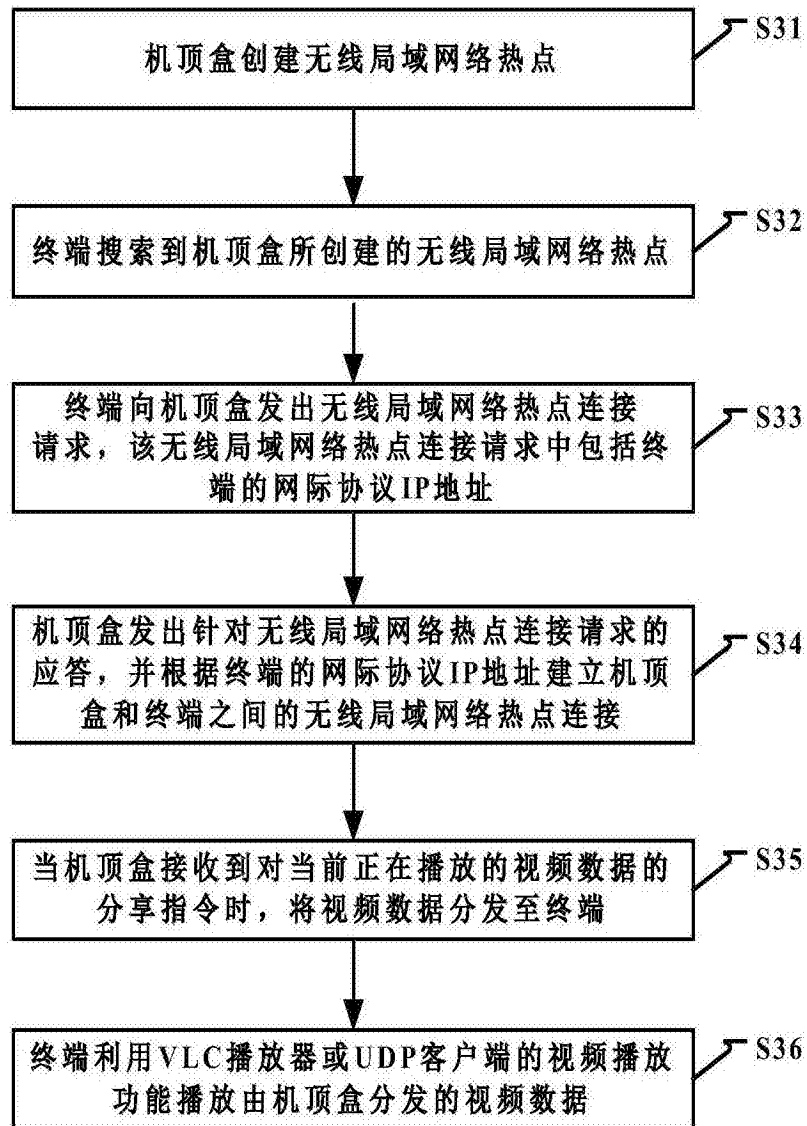 机顶盒创建无线局域网络热点
S31
终端搜索到机顶盒所创建的无线局域网络热点
S32
终端向机顶盒发出无线局域网络热点连接
请求，该无线局域网络热点连接请求中包括终
端的网际协议IP地址
S33
机顶盒发出针对无线局域网络热点连接请求的
应答，并根据终端的网际协议IP地址建立机顶
盒和终端之间的无线局域网络热点连接
S34
当机顶盒接收到对当前正在播放的视频数据的
分享指令时，将视频数据分发至终端
S35
终端利用VLC播放器或UDP客户端的视频播放
功能播放由机顶盒分发的视频数据
S36